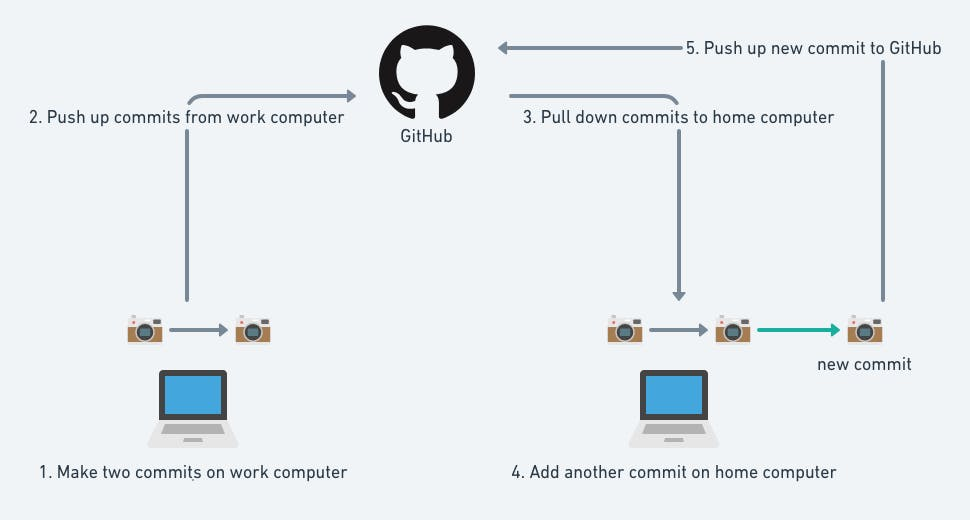 5. Push up new commit to GitHub
2. Push up commits from work computer
3. Pull down commits to home computer
GitHub
new commit
1. Make two commits on work computer
4. Add another commit on home computer